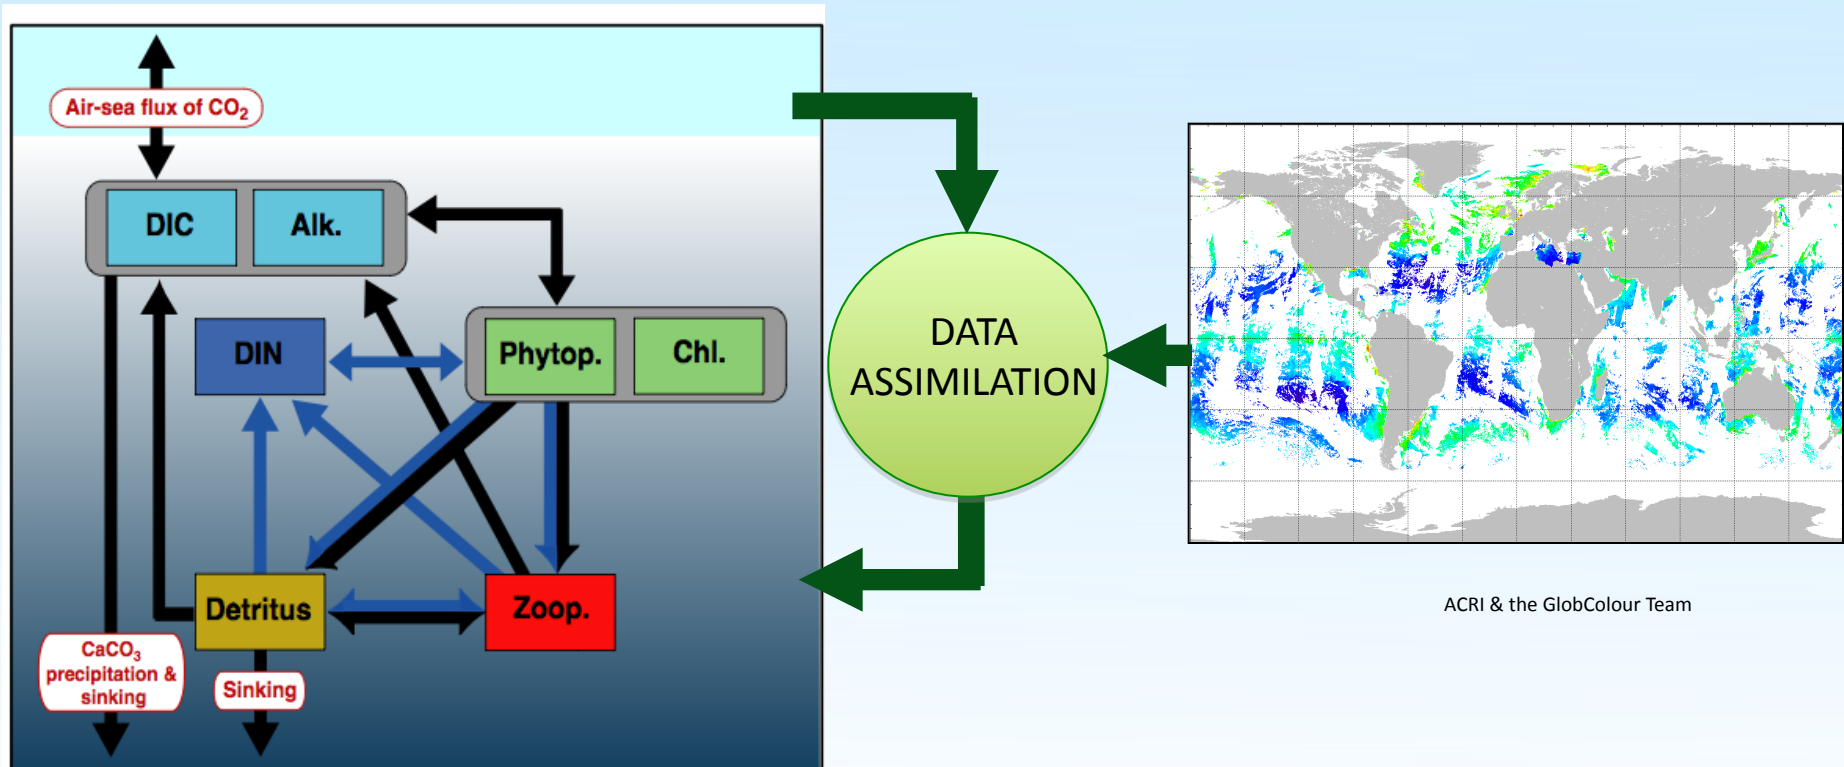 Air-sea flux of CO₂
DIC
Alk.
DIN
Phytop.
Chl.
Detritus
Zoop.
CaCO₃
precipitation &
sinking
Sinking
DATA
ASSIMILATION
ACRI & the GlobColour Team